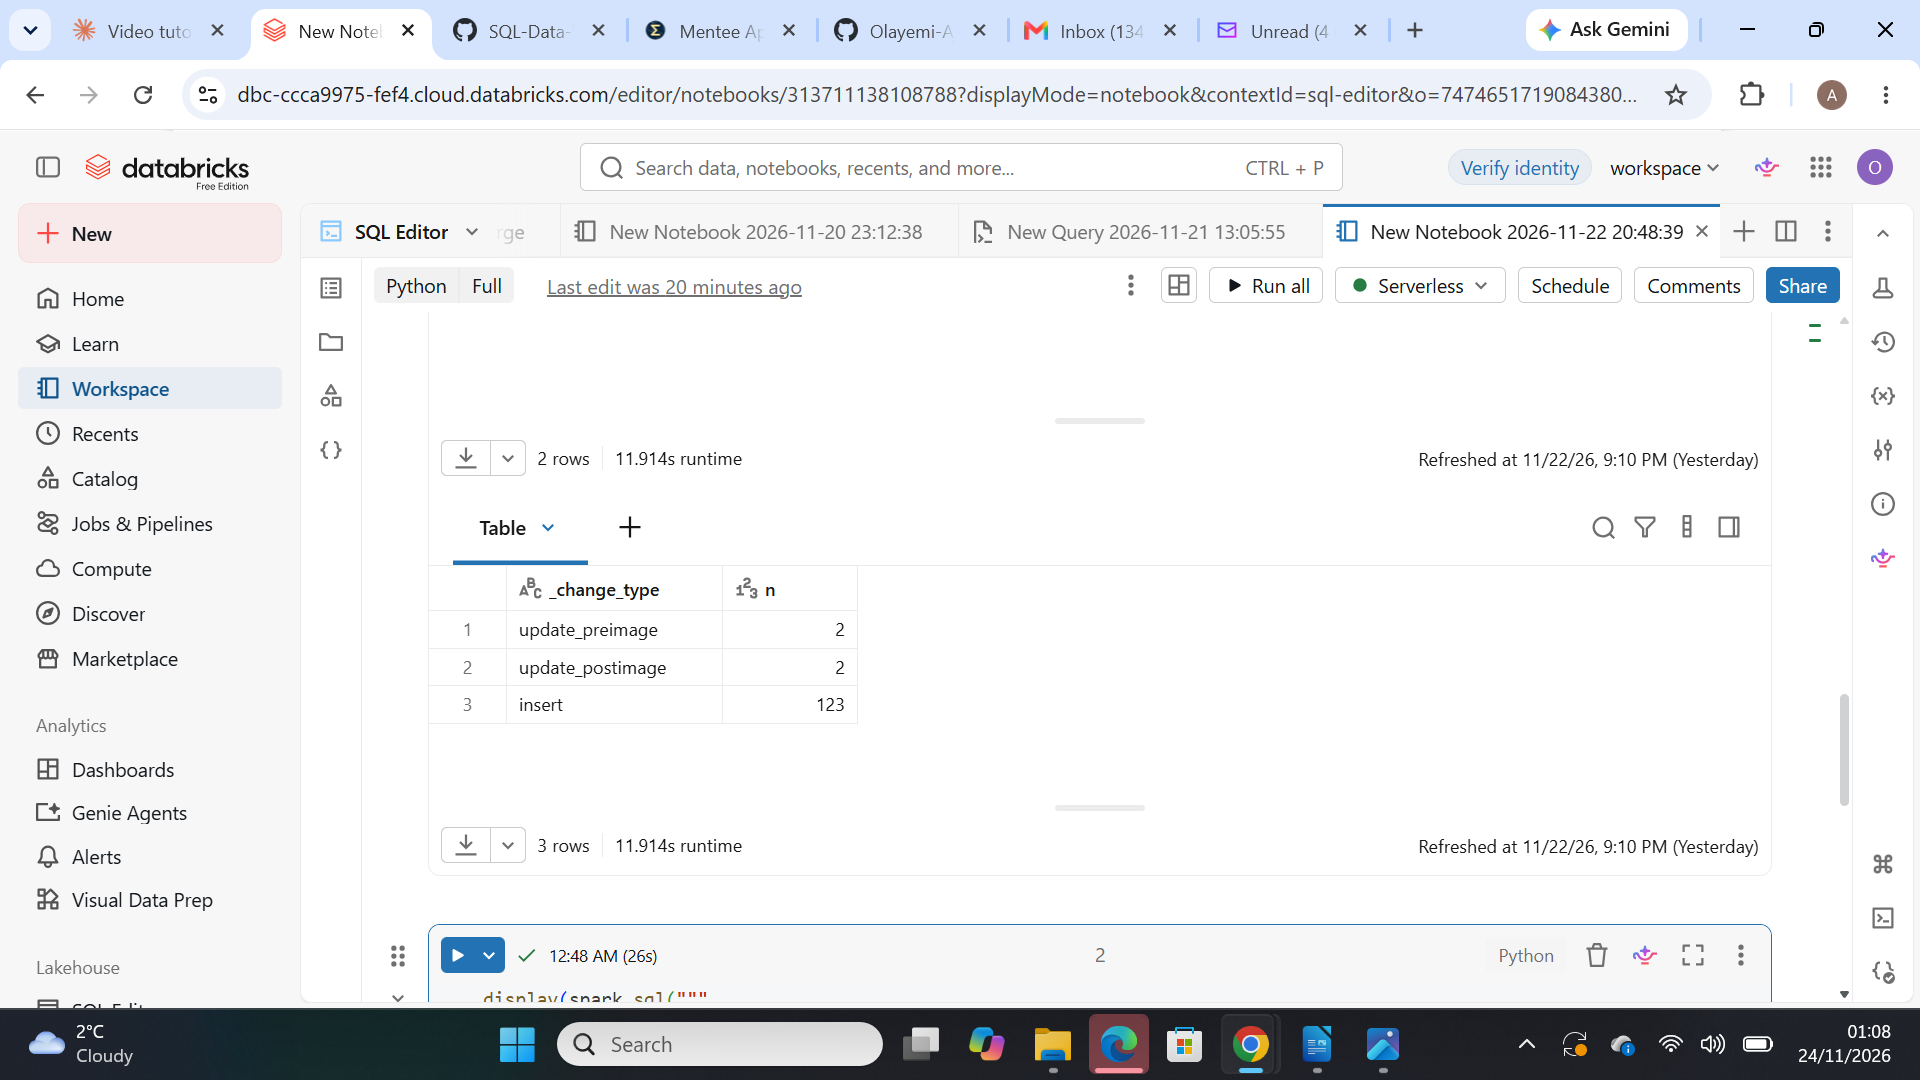 Video tuto
New Note
SQL-Data-
Mentee Ap
Olayemi-A
Inbox (134
Unread (4
Ask Gemini
dbc-ccca9975-fef4.cloud.databricks.com/editor/notebooks/313711138108788?displayMode=notebook&contextId=sql-editor&o=7474651719084380...
A
databricks
Free Edition
Search data, notebooks, recents, and more...
CTRL + P
Verify identity
workspace
O
New
SQL Editor
rge
New Notebook 2026-11-20 23:12:38
New Query 2026-11-21 13:05:55
New Notebook 2026-11-22 20:48:39
Python
Full
Last edit was 20 minutes ago
Run all
Serverless
Schedule
Comments
Share
Home
Learn
Workspace
Recents
Catalog
Jobs & Pipelines
Compute
Discover
Marketplace
Analytics
Dashboards
Genie Agents
Alerts
Visual Data Prep
Lakehouse
SQL Edit
2 rows
11.914s runtime
Refreshed at 11/22/26, 9:10 PM (Yesterday)
Table
_change_type
n
1 update_preimage 2
2 update_postimage 2
3 insert 123
3 rows
11.914s runtime
Refreshed at 11/22/26, 9:10 PM (Yesterday)
12:48 AM (26s)
2
Python
display(spark.sql("""
2°C
Cloudy
Search
01:08
24/11/2026